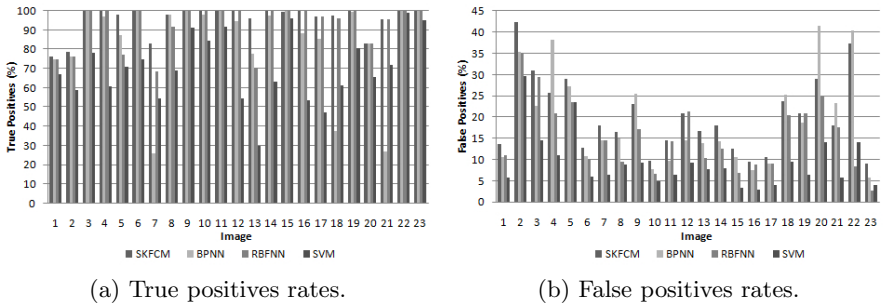 100
90
80
70
60
50
40
30
20
10
0
True Positives (%)
1 2 3 4 5 6 7 8 9 10 11 12 13 14 15 16 17 18 19 20 21 22 23
Image
SKFCM BPNN RBFNN SVM
(a) True positives rates.
45
40
35
30
25
20
15
10
5
0
False Positives (%)
1 2 3 4 5 6 7 8 9 10 11 12 13 14 15 16 17 18 19 20 21 22 23
Image
SKFCM BPNN RBFNN SVM
(b) False positives rates.